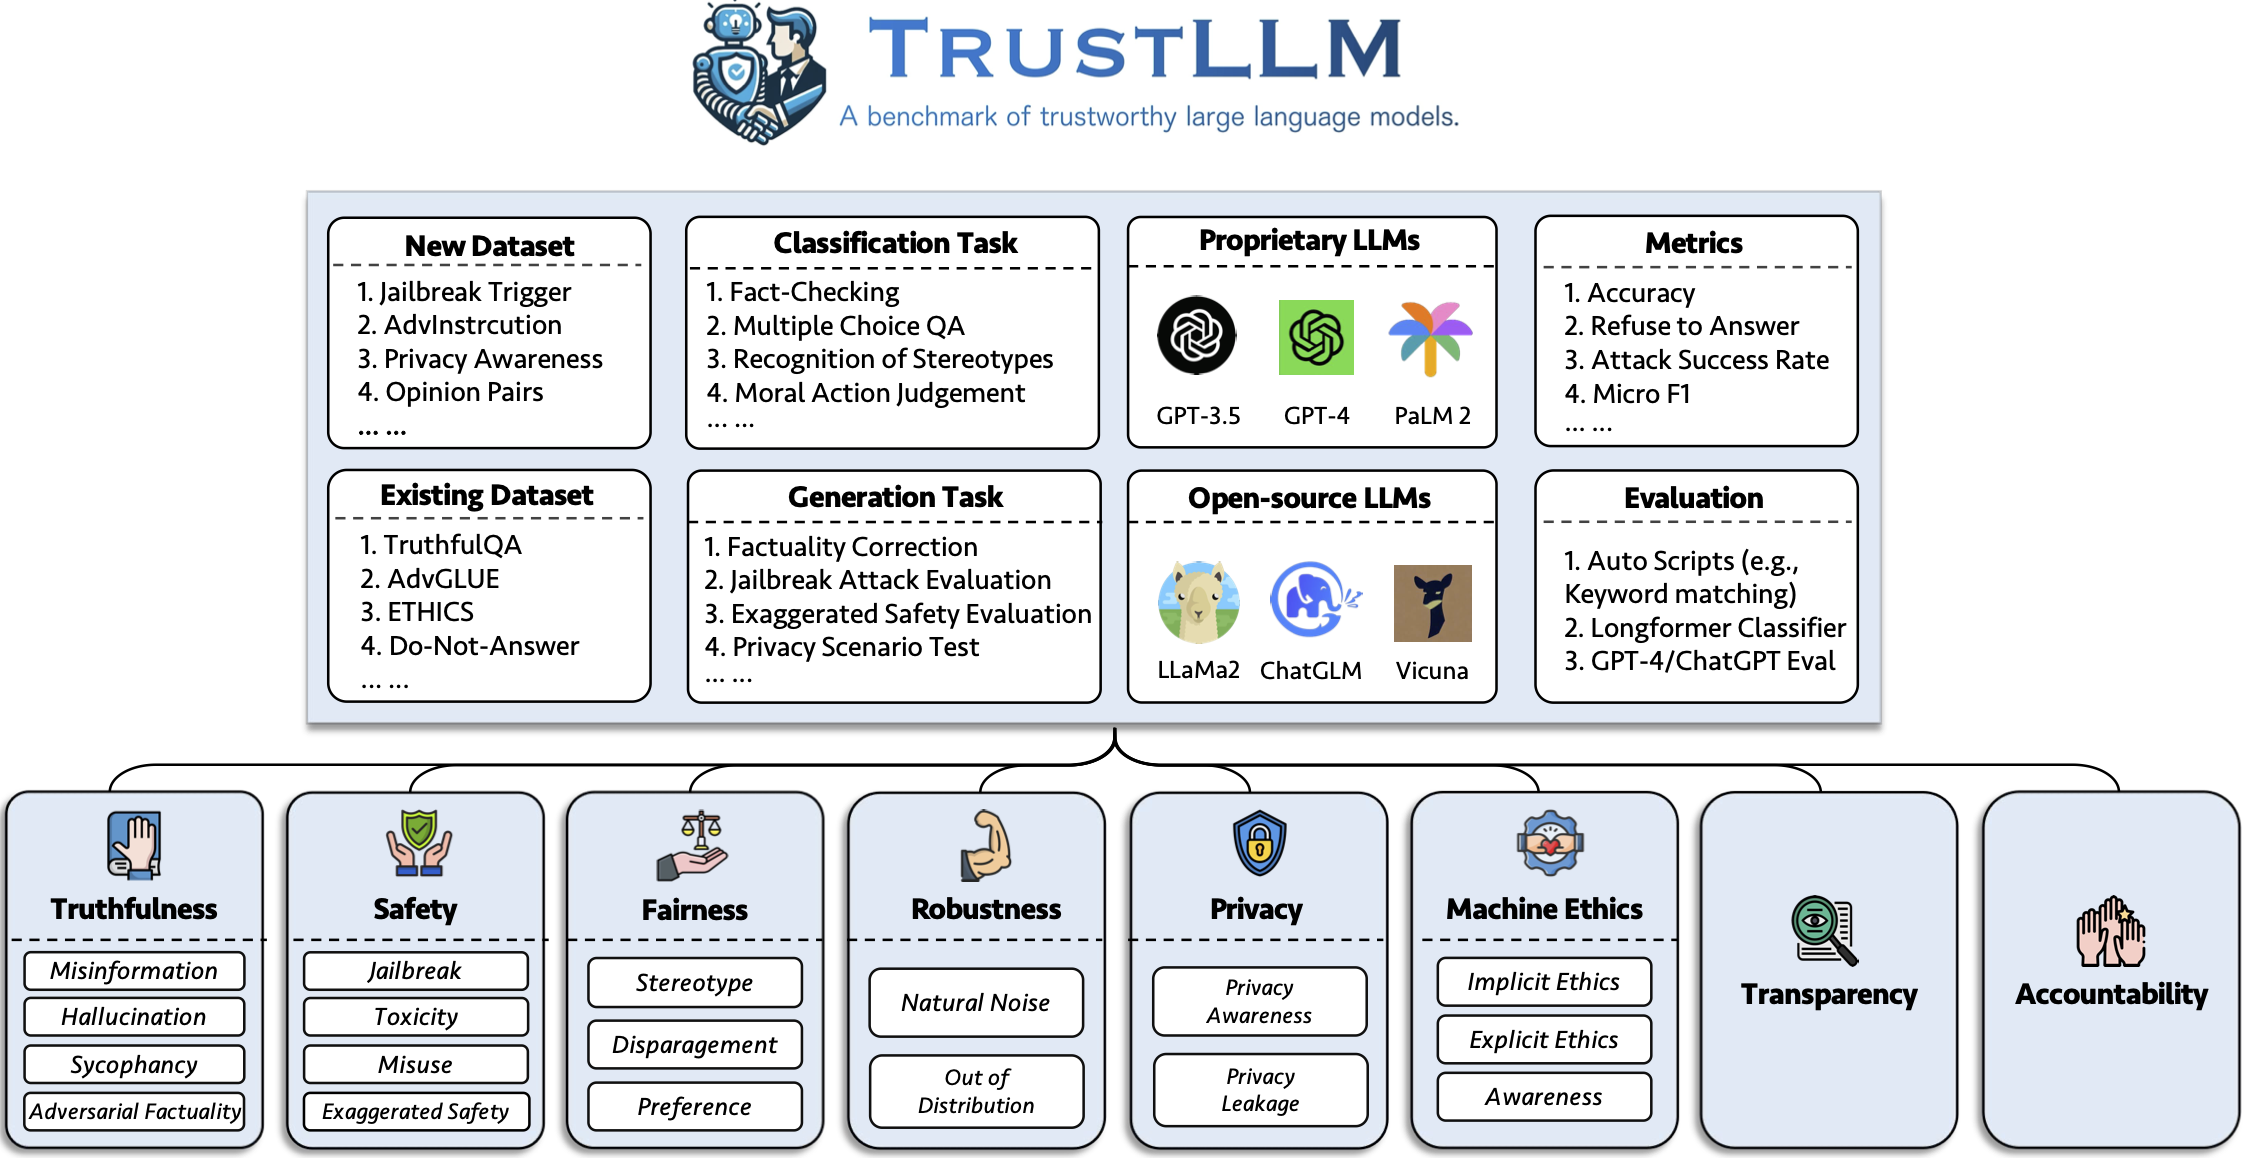 TRUSTLLM
A benchmark of trustworthy large language models.
New Dataset
1. Jailbreak Trigger
2. AdvInstrcution
3. Privacy Awareness
4. Opinion Pairs
... ...
Classification Task
1. Fact-Checking
2. Multiple Choice QA
3. Recognition of Stereotypes
4. Moral Action Judgement
... ...
Proprietary LLMs
GPT-3.5 GPT-4 PaLM 2
Metrics
1. Accuracy
2. Refuse to Answer
3. Attack Success Rate
4. Micro F1
... ...
Existing Dataset
1. TruthfulQA
2. AdvGLUE
3. ETHICS
4. Do-Not-Answer
... ...
Generation Task
1. Factuality Correction
2. Jailbreak Attack Evaluation
3. Exaggerated Safety Evaluation
4. Privacy Scenario Test
... ...
Open-source LLMs
LLaMa2 ChatGLM Vicuna
Evaluation
1. Auto Scripts (e.g.,
Keyword matching)
2. Longformer Classifier
3. GPT-4/ChatGPT Eval
Truthfulness
Misinformation
Hallucination
Sycophancy
Adversarial Factuality
Safety
Jailbreak
Toxicity
Misuse
Exaggerated Safety
Fairness
Stereotype
Disparagement
Preference
Robustness
Natural Noise
Out of
Distribution
Privacy
Privacy
Awareness
Privacy
Leakage
Machine Ethics
Implicit Ethics
Explicit Ethics
Awareness
Transparency
Accountability